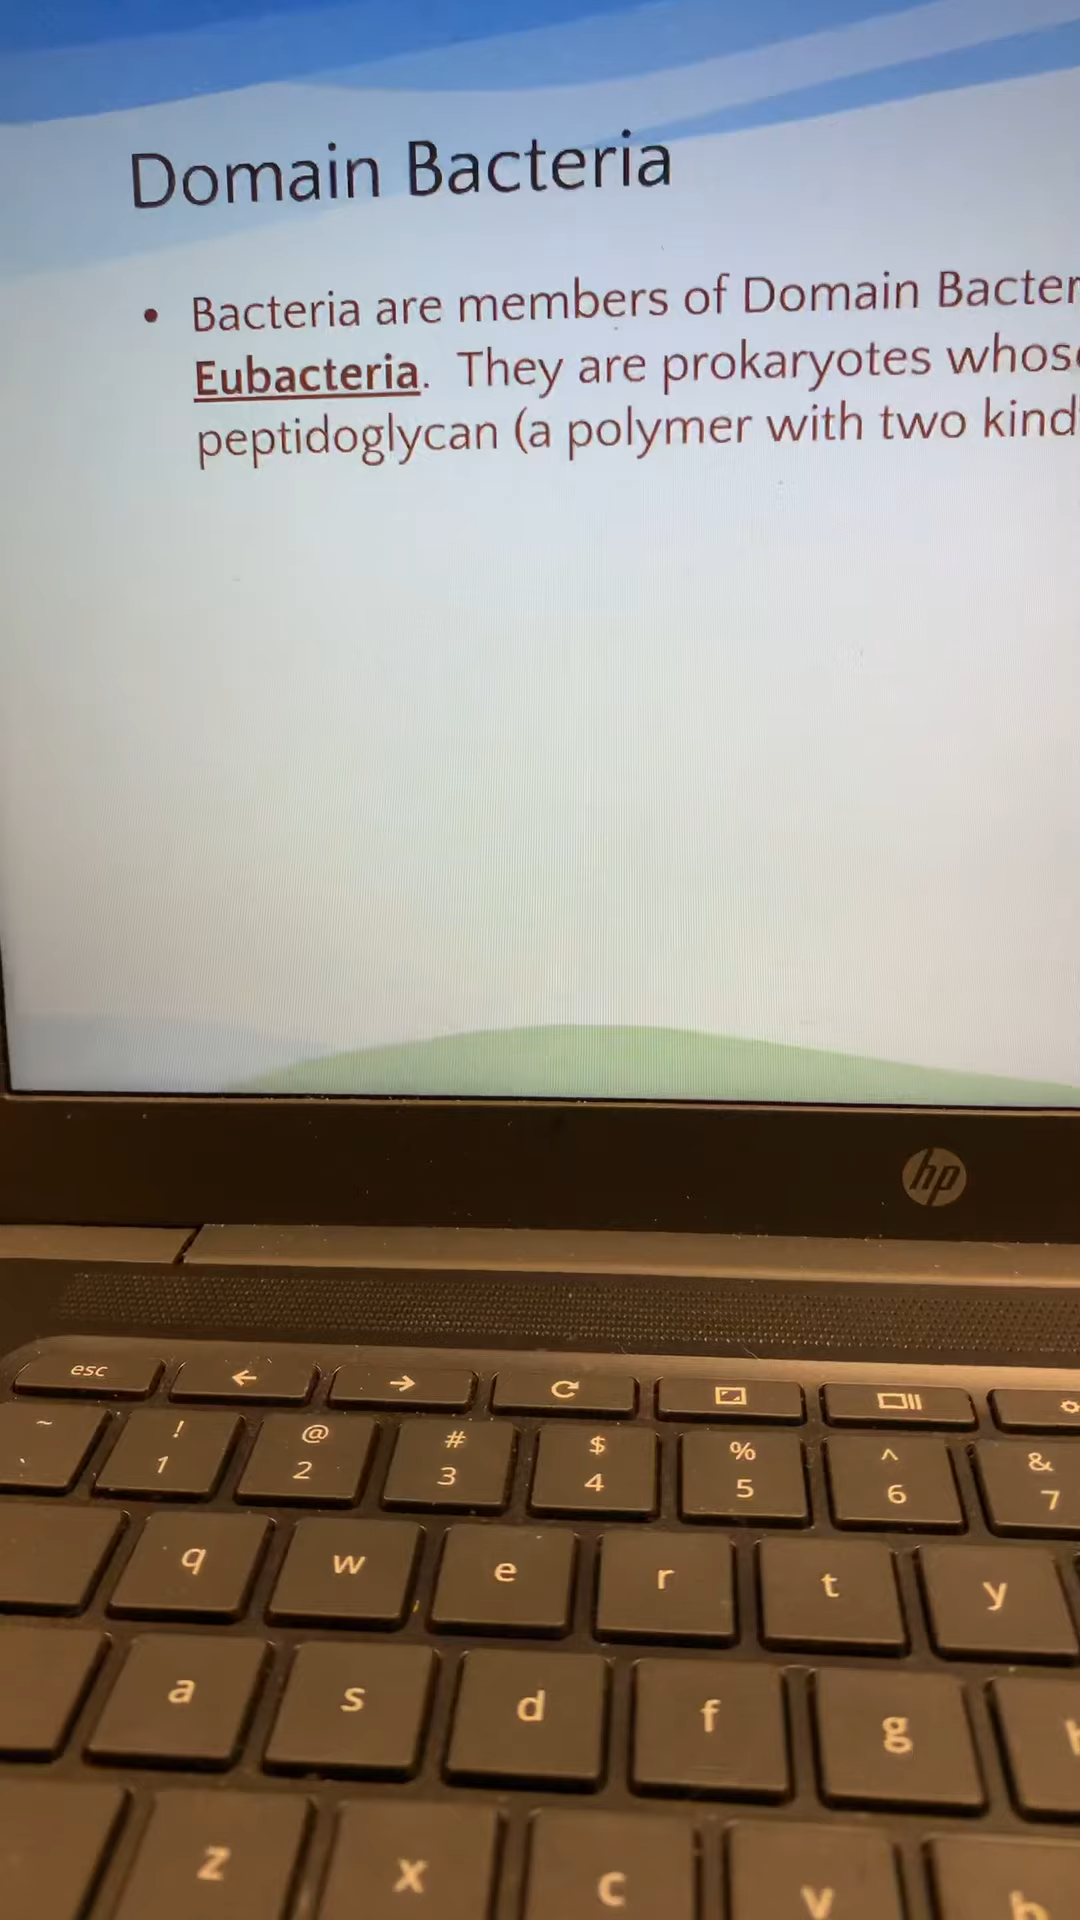 Domain Bacteria
• Bacteria are members of Domain
Eubacteria. They are prokaryotes
peptidoglycan (a polymer with two
hp
esc
~ ! @ # $ % ^ &
` 1 2 3 4 5 6 7
q w e r t y
a s d f g
z x c v